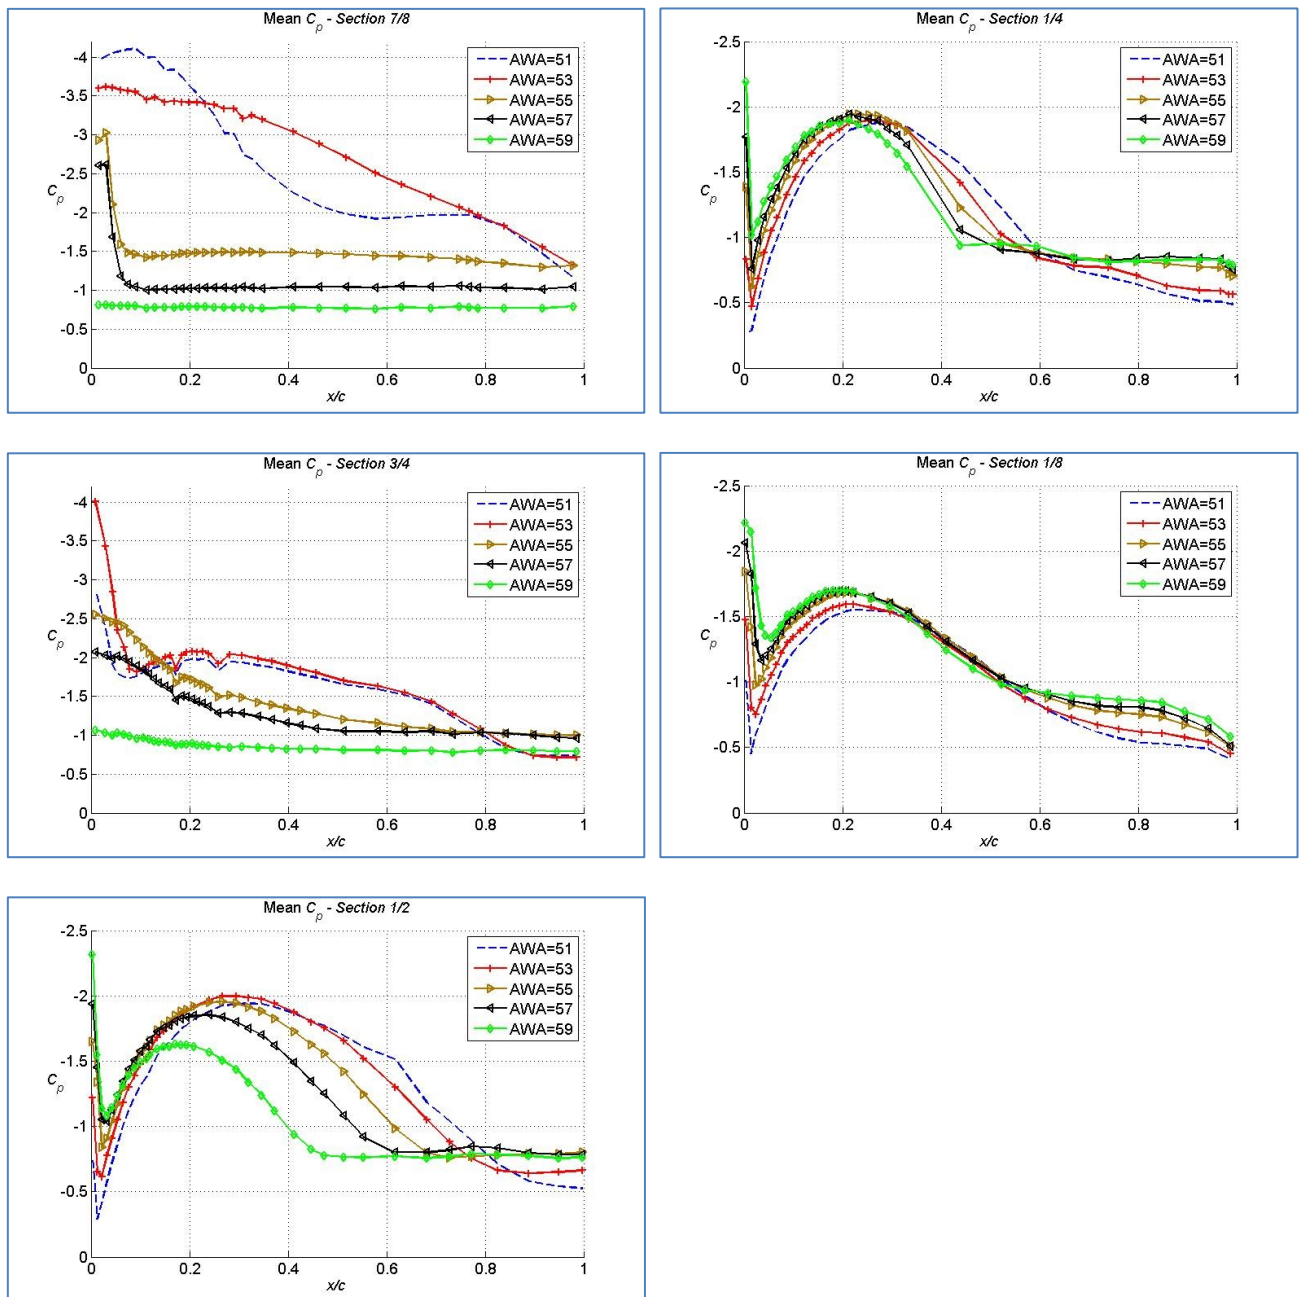 Mean Cp - Section 7/8
-4
-3.5
-3
-2.5
-2
-1.5
-1
-0.5
0
Cp
0 0.2 0.4 0.6 0.8 1
x/c
AWA=51
AWA=53
AWA=55
AWA=57
AWA=59
Mean Cp - Section 1/4
-2.5
-2
-1.5
-1
-0.5
0
Cp
0 0.2 0.4 0.6 0.8 1
x/c
AWA=51
AWA=53
AWA=55
AWA=57
AWA=59
Mean Cp - Section 3/4
-4
-3.5
-3
-2.5
-2
-1.5
-1
-0.5
0
Cp
0 0.2 0.4 0.6 0.8 1
x/c
AWA=51
AWA=53
AWA=55
AWA=57
AWA=59
Mean Cp - Section 1/8
-2.5
-2
-1.5
-1
-0.5
0
Cp
0 0.2 0.4 0.6 0.8 1
x/c
AWA=51
AWA=53
AWA=55
AWA=57
AWA=59
Mean Cp - Section 1/2
-2.5
-2
-1.5
-1
-0.5
0
Cp
0 0.2 0.4 0.6 0.8 1
x/c
AWA=51
AWA=53
AWA=55
AWA=57
AWA=59